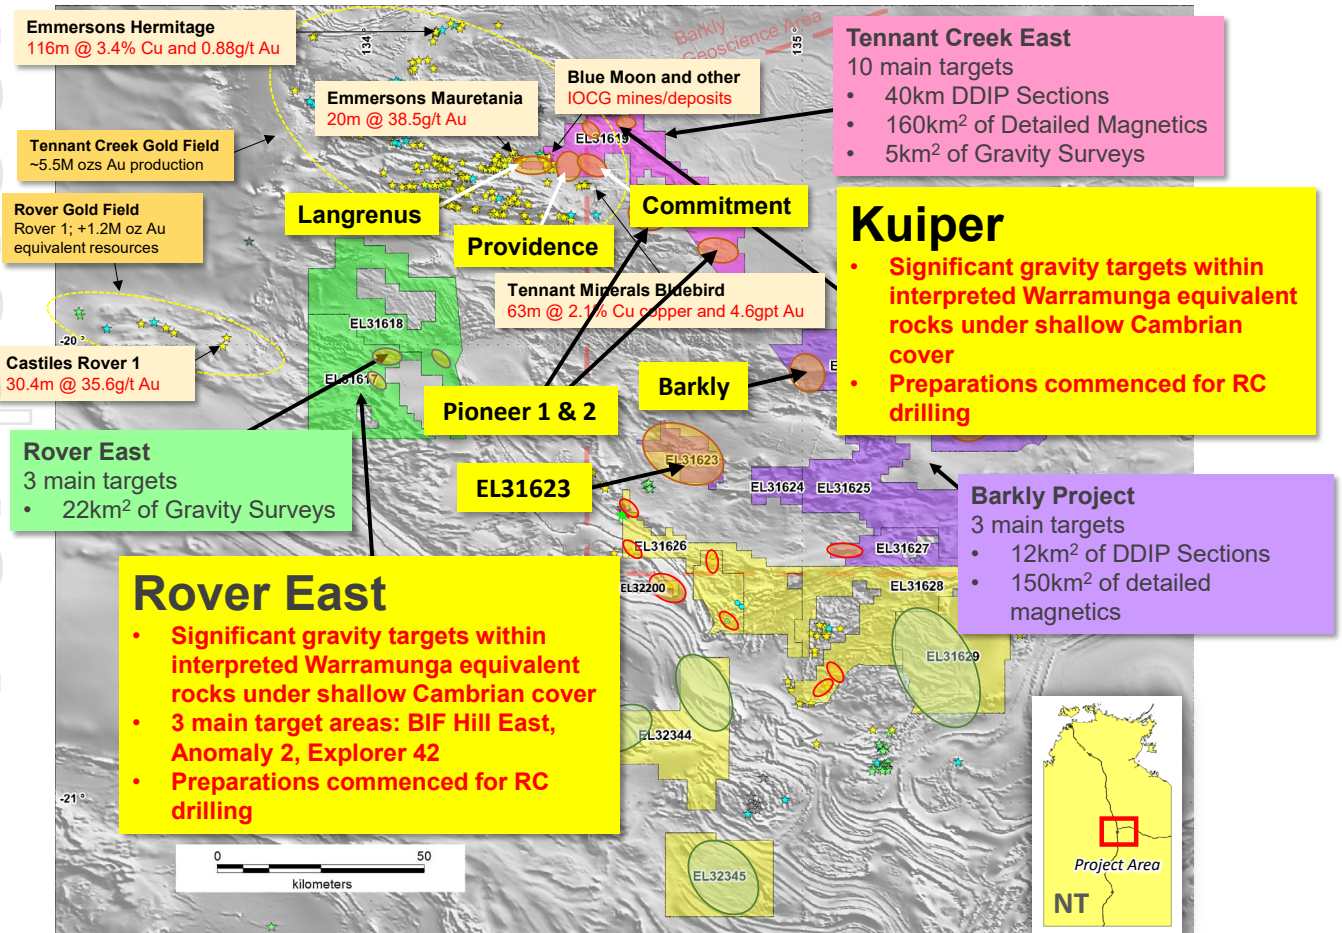 Emmersons Hermitage
116m @ 3.4% Cu and 0.88g/t Au
134°
Barkly
Geoscience Area
135°
Tennant Creek East
10 main targets
• 40km DDIP Sections
• 160km² of Detailed Magnetics
• 5km² of Gravity Surveys
Blue Moon and other
IOCG mines/deposits
Emmersons Mauretania
20m @ 38.5g/t Au
Tennant Creek Gold Field
~5.5M ozs Au production
EL31619
Rover Gold Field
Rover 1; +1.2M oz Au
equivalent resources
Langrenus
Providence
Commitment
Kuiper
• Significant gravity targets within
interpreted Warramunga equivalent
rocks under shallow Cambrian
cover
• Preparations commenced for RC
drilling
Tennant Minerals Bluebird
63m @ 2.1% Cu copper and 4.6gpt Au
EL31618
-20 °
Castiles Rover 1
30.4m @ 35.6g/t Au
EL31617
Barkly
E
Pioneer 1 & 2
Rover East
3 main targets
• 22km² of Gravity Surveys
EL31623
EL31623
EL31624
EL31625
Barkly Project
3 main targets
• 12km² of DDIP Sections
• 150km² of detailed
magnetics
EL31626
EL31627
EL32200
EL31628
Rover East
• Significant gravity targets within
interpreted Warramunga equivalent
rocks under shallow Cambrian cover
• 3 main target areas: BIF Hill East,
Anomaly 2, Explorer 42
• Preparations commenced for RC
drilling
EL31629
EL32344
-21 °
0 50
kilometers
EL32345
Project Area
NT